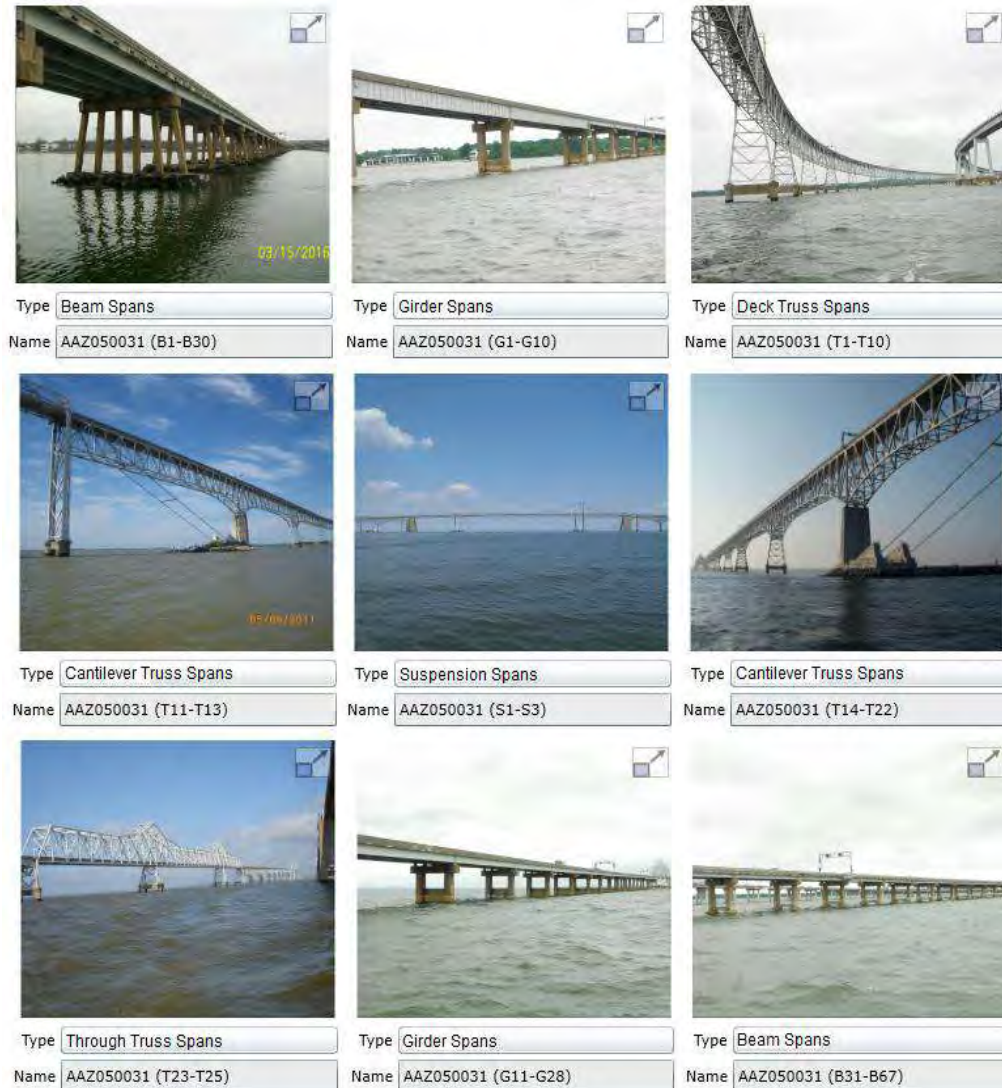 03/15/2016
Type Beam Spans
Name AAZ050031 (B1-B30)
Type Girder Spans
Name AAZ050031 (G1-G10)
Type Deck Truss Spans
Name AAZ050031 (T1-T10)
05/06/2011
Type Cantilever Truss Spans
Name AAZ050031 (T11-T13)
Type Suspension Spans
Name AAZ050031 (S1-S3)
Type Cantilever Truss Spans
Name AAZ050031 (T14-T22)
Type Through Truss Spans
Name AAZ050031 (T23-T25)
Type Girder Spans
Name AAZ050031 (G11-G28)
Type Beam Spans
Name AAZ050031 (B31-B67)